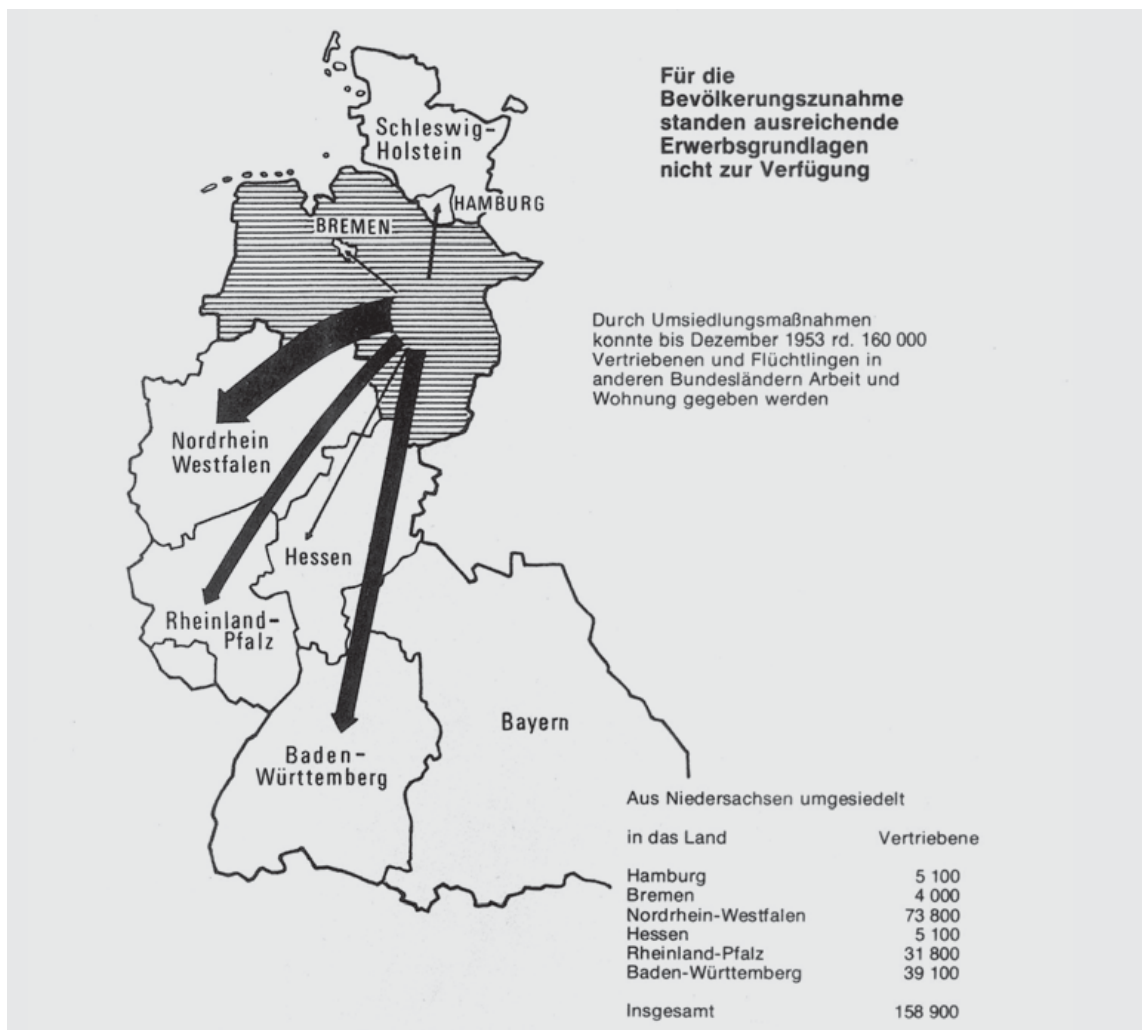 Für die
Bevölkerungszunahme
standen ausreichende
Erwerbsgrundlagen
nicht zur Verfügung
Schleswig-
Holstein
HAMBURG
BREMEN
Durch Umsiedlungsmaßnahmen
konnte bis Dezember 1953 rd. 160 000
Vertriebenen und Flüchtlingen in
anderen Bundesländern Arbeit und
Wohnung gegeben werden
Nordrhein
Westfalen
Hessen
Rheinland-
Pfalz
Bayern
Baden-
Württemberg
Aus Niedersachsen umgesiedelt
in das Land Vertriebene
Hamburg 5 100
Bremen 4 000
Nordrhein-Westfalen 73 800
Hessen 5 100
Rheinland-Pfalz 31 800
Baden-Württemberg 39 100
Insgesamt 158 900